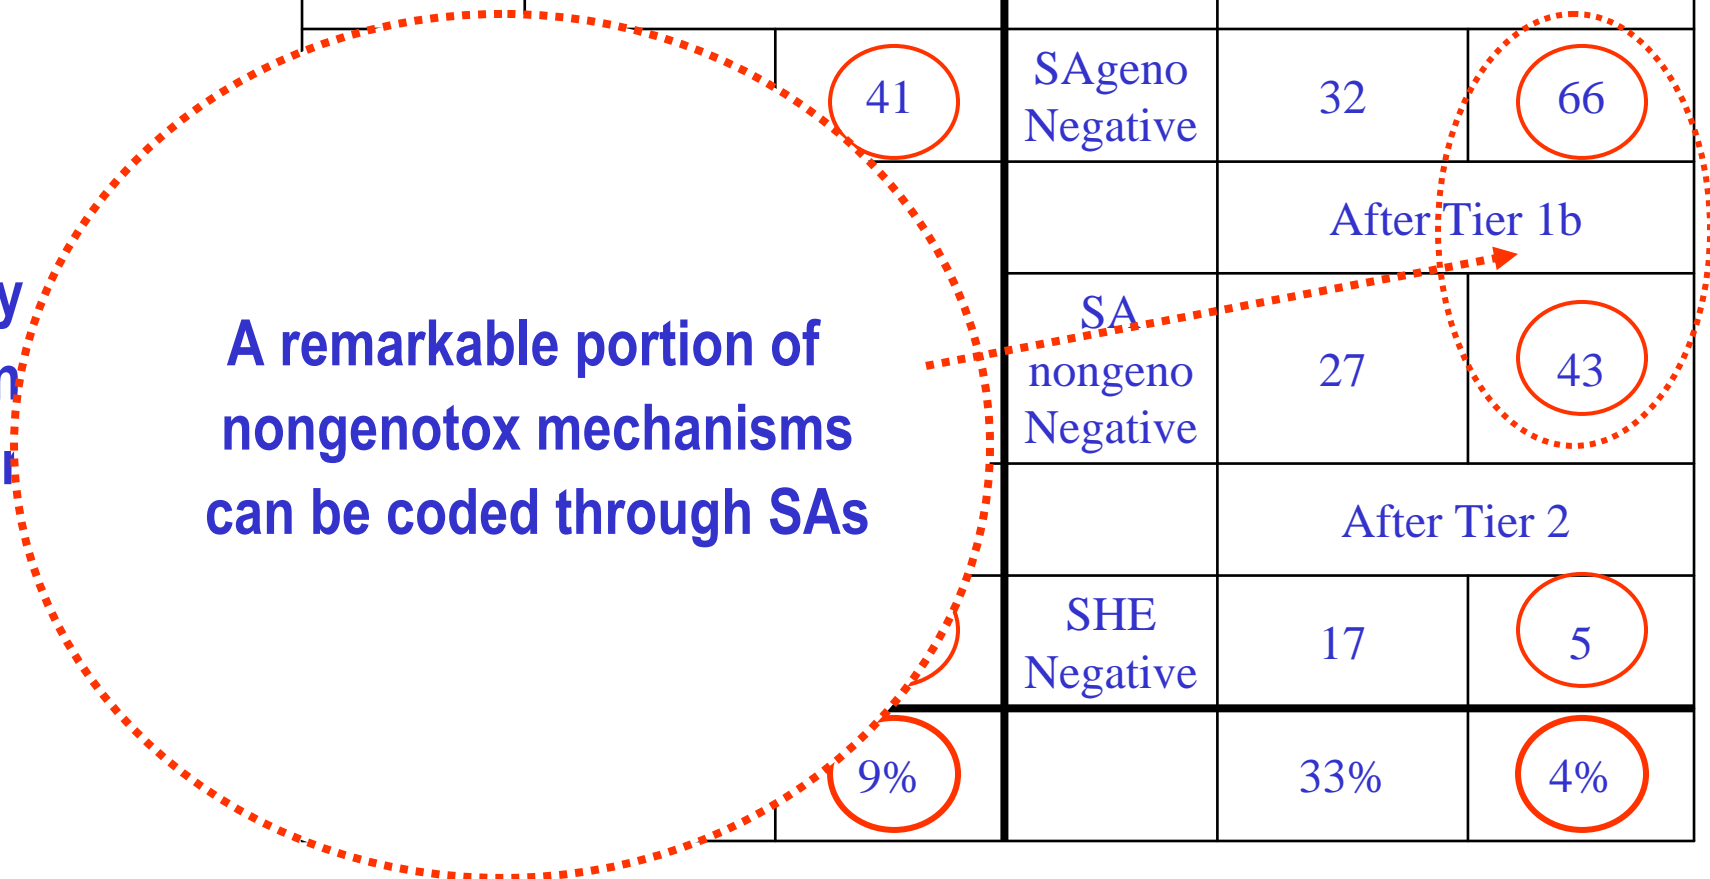 41
SAgeno
Negative
32
66
After Tier 1b
SA
nongeno
Negative
27
43
After Tier 2
SHE
Negative
17
5
9%
33%
4%
A remarkable portion of
nongenotox mechanisms
can be coded through SAs